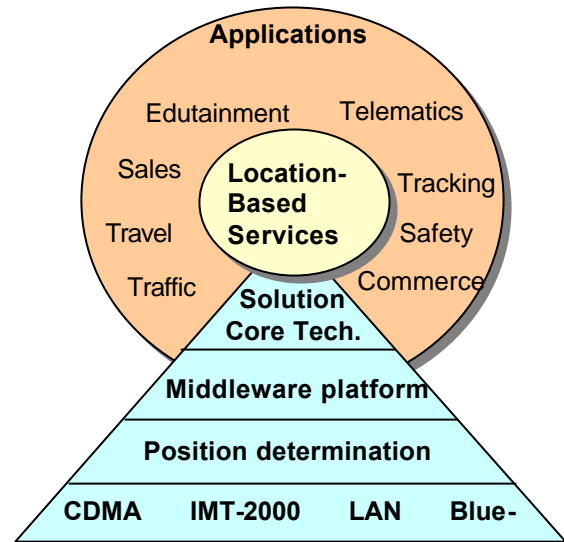 Applications
Edutainment
Telematics
Sales
Location-
Based
Services
Tracking
Travel
Safety
Traffic
Commerce
Solution
Core Tech.
Middleware platform
Position determination
CDMA IMT-2000 LAN Blue-